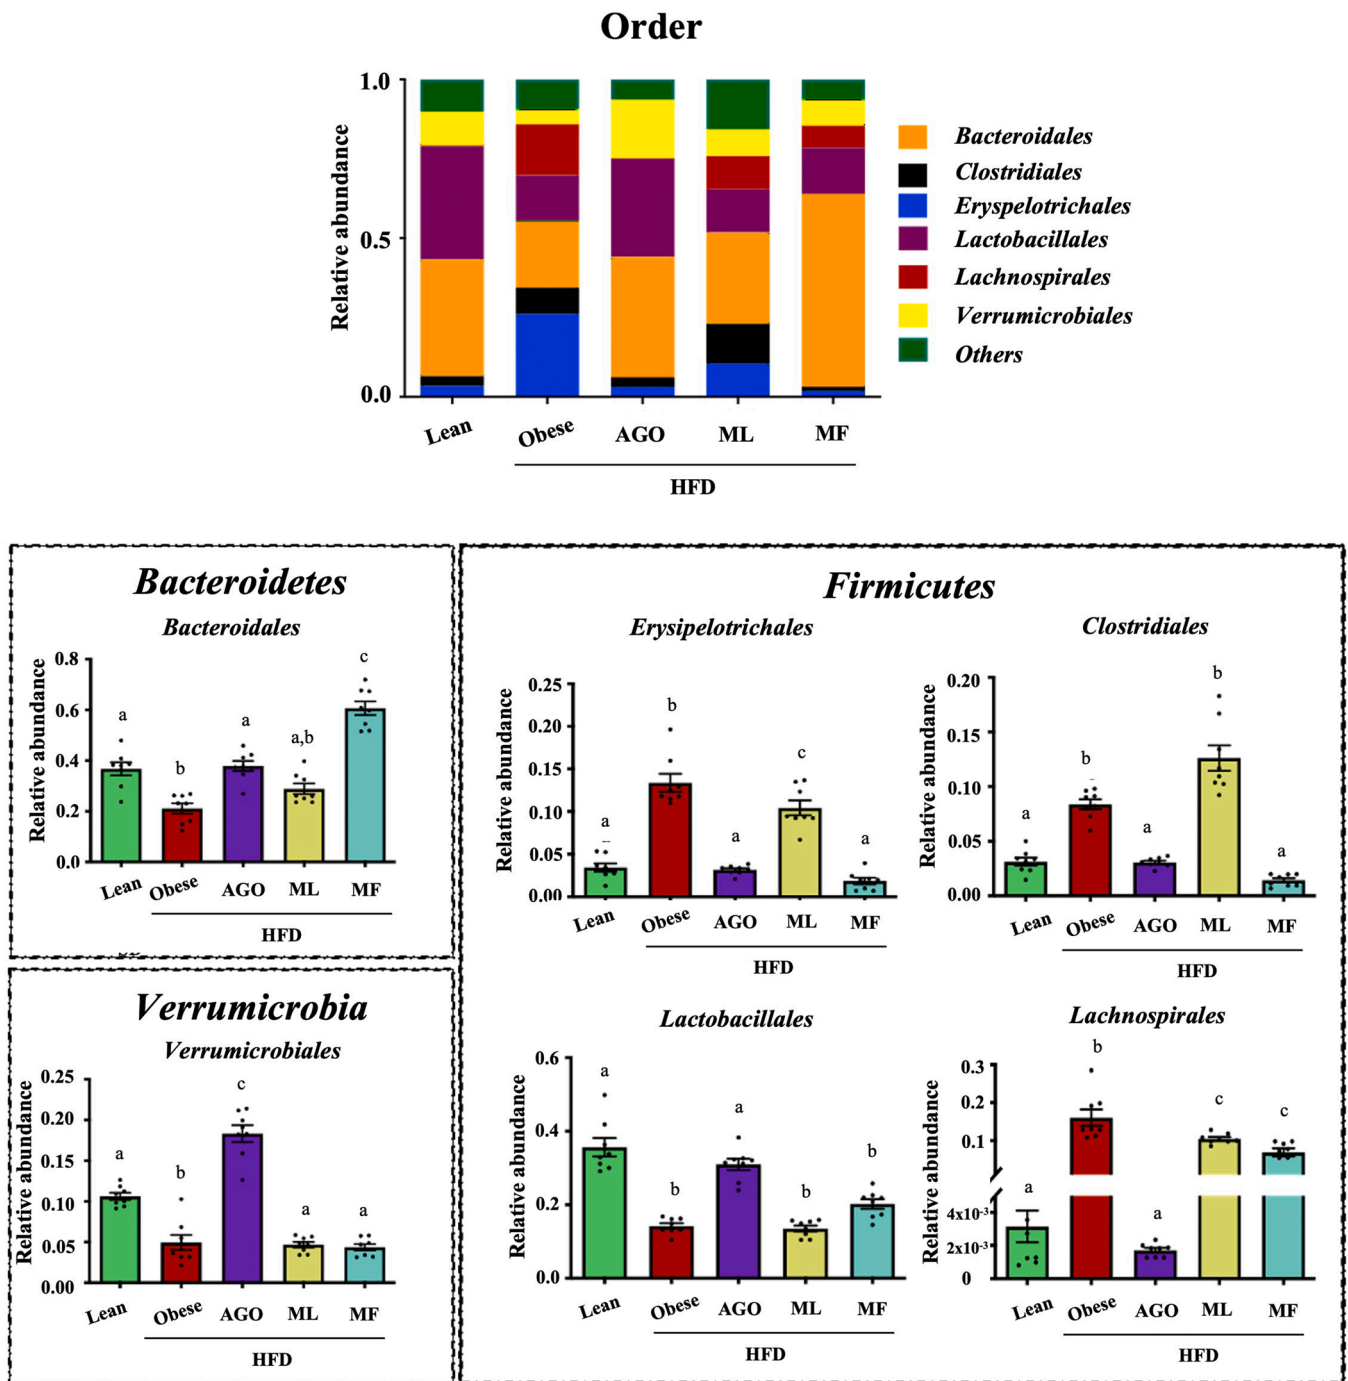 Order
1.0
0.5
0.0
Relative abundance
Bacteroidales
Clostridiales
Eryspelotrichales
Lactobacillales
Lachnospirales
Verrumicrobiales
Others
Lean Obese AGO ML MF
HFD
Bacteroidetes
Bacteroidales
Relative abundance
0.8
0.6
0.4
0.2
0.0
a b a a,b c
Lean Obese AGO ML MF
HFD
Verrumicrobia
Verrumicrobiales
Relative abundance
0.25
0.20
0.15
0.10
0.05
0.00
a b c a a
Lean Obese AGO ML MF
HFD
Firmicutes
Erysipelotrichales
Relative abundance
0.25
0.20
0.15
0.10
0.05
0.00
a b a c a
Lean Obese AGO ML MF
HFD
Clostridiales
Relative abundance
0.20
0.15
0.10
0.05
0.00
a b a b a
Lean Obese AGO ML MF
HFD
Lactobacillales
Relative abundance
0.6
0.4
0.2
0.0
a b a b b
Lean Obese AGO ML MF
HFD
Lachnospirales
Relative abundance
0.3
0.2
0.1
4x10⁻³
2x10⁻³
0
a b a c c
Lean Obese AGO ML MF
HFD